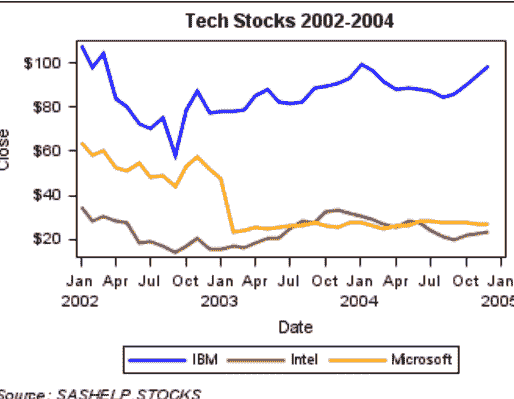 Tech Stocks 2002-2004
$100
$80
$60
$40
$20
Close
Jan Apr Jul Oct Jan Apr Jul Oct Jan Apr Jul Oct Jan
2002 2003 2004 2005
Date
IBM Intel Microsoft
Source: SASHELP.STOCKS